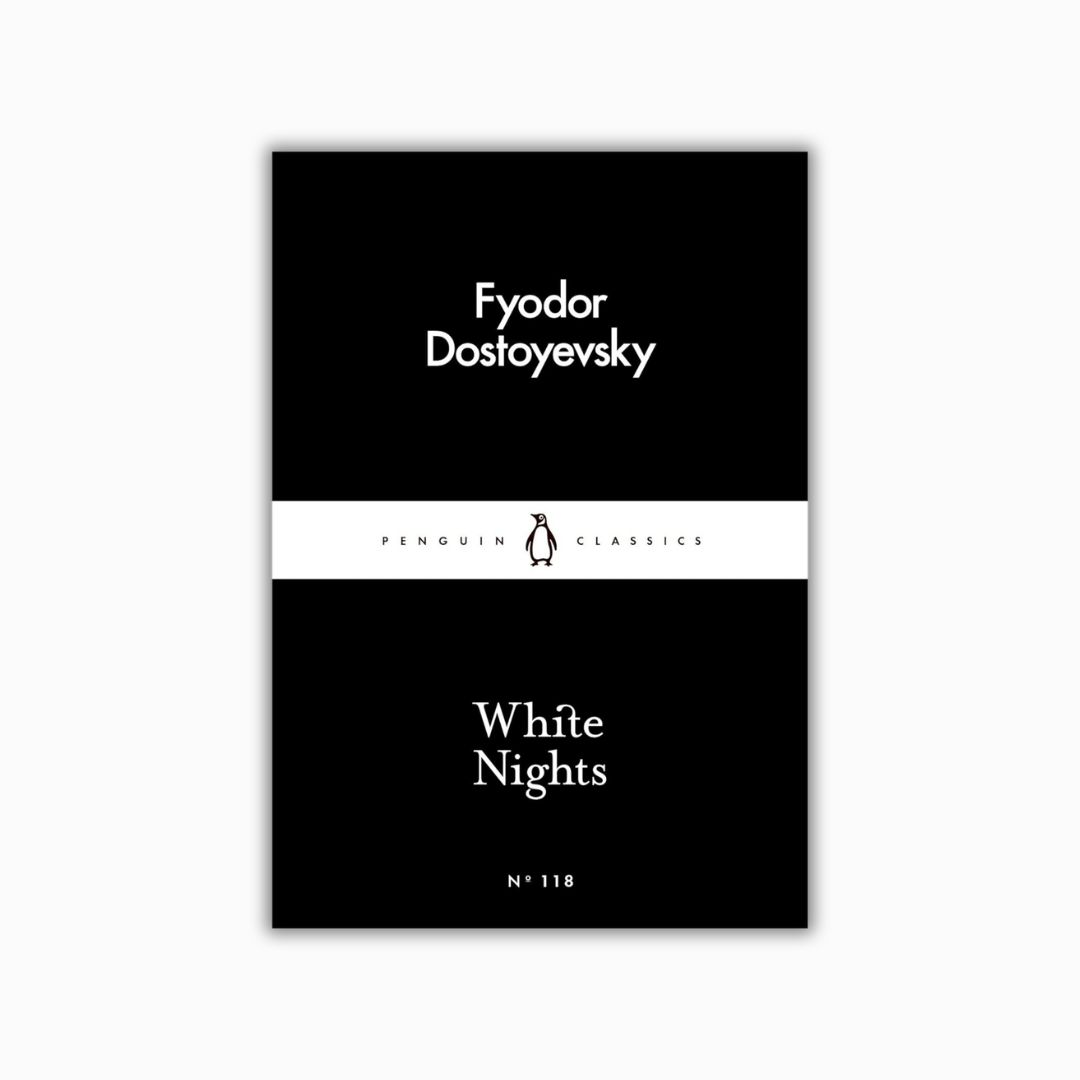 Fyodor
Dostoyevsky
PENGUIN CLASSICS
White
Nights
Nº 118